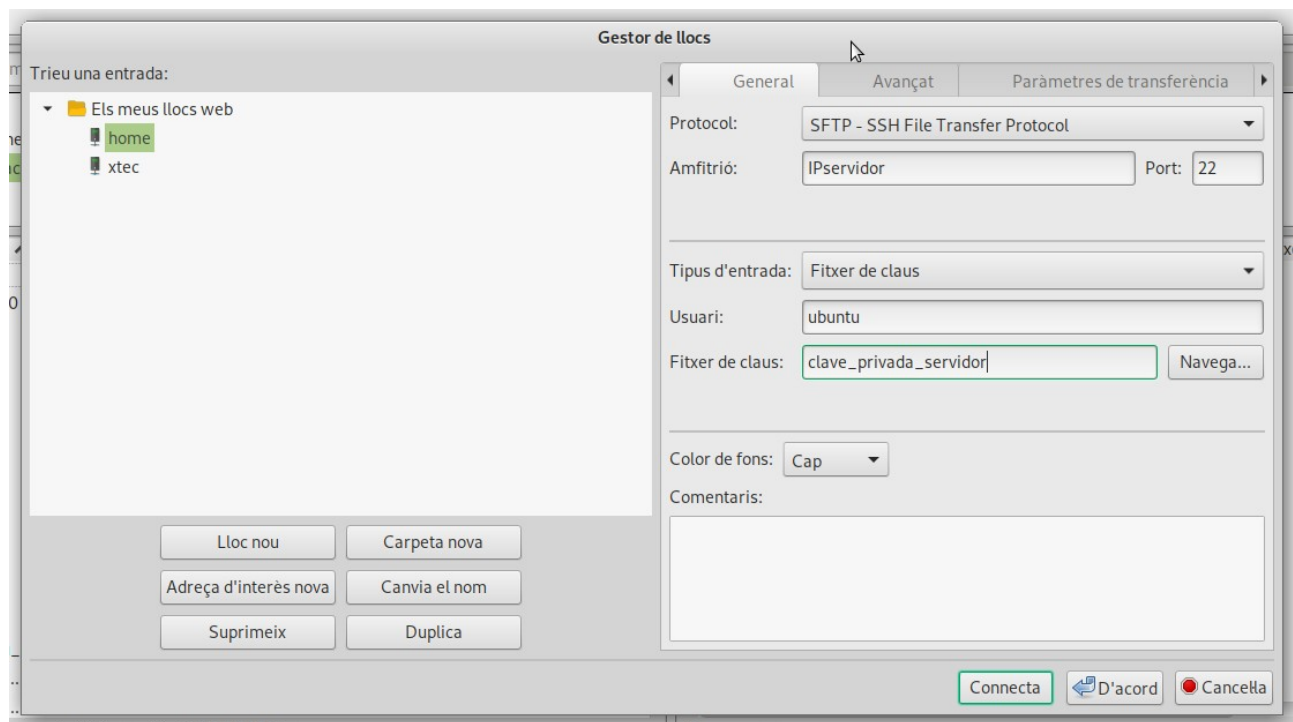 Gestor de llocs
Trieu una entrada:
Els meus llocs web
home
xtec
General Avançat Paràmetres de transferència
Protocol: SFTP - SSH File Transfer Protocol
Amfitrió: IPservidor Port: 22
Tipus d'entrada: Fitxer de claus
Usuari: ubuntu
Fitxer de claus: clave_privada_servidor Navega...
Color de fons: Cap
Comentaris:
Lloc nou Carpeta nova
Adreça d'interès nova Canvia el nom
Suprimeix Duplica
Connecta D'acord Canceŀla